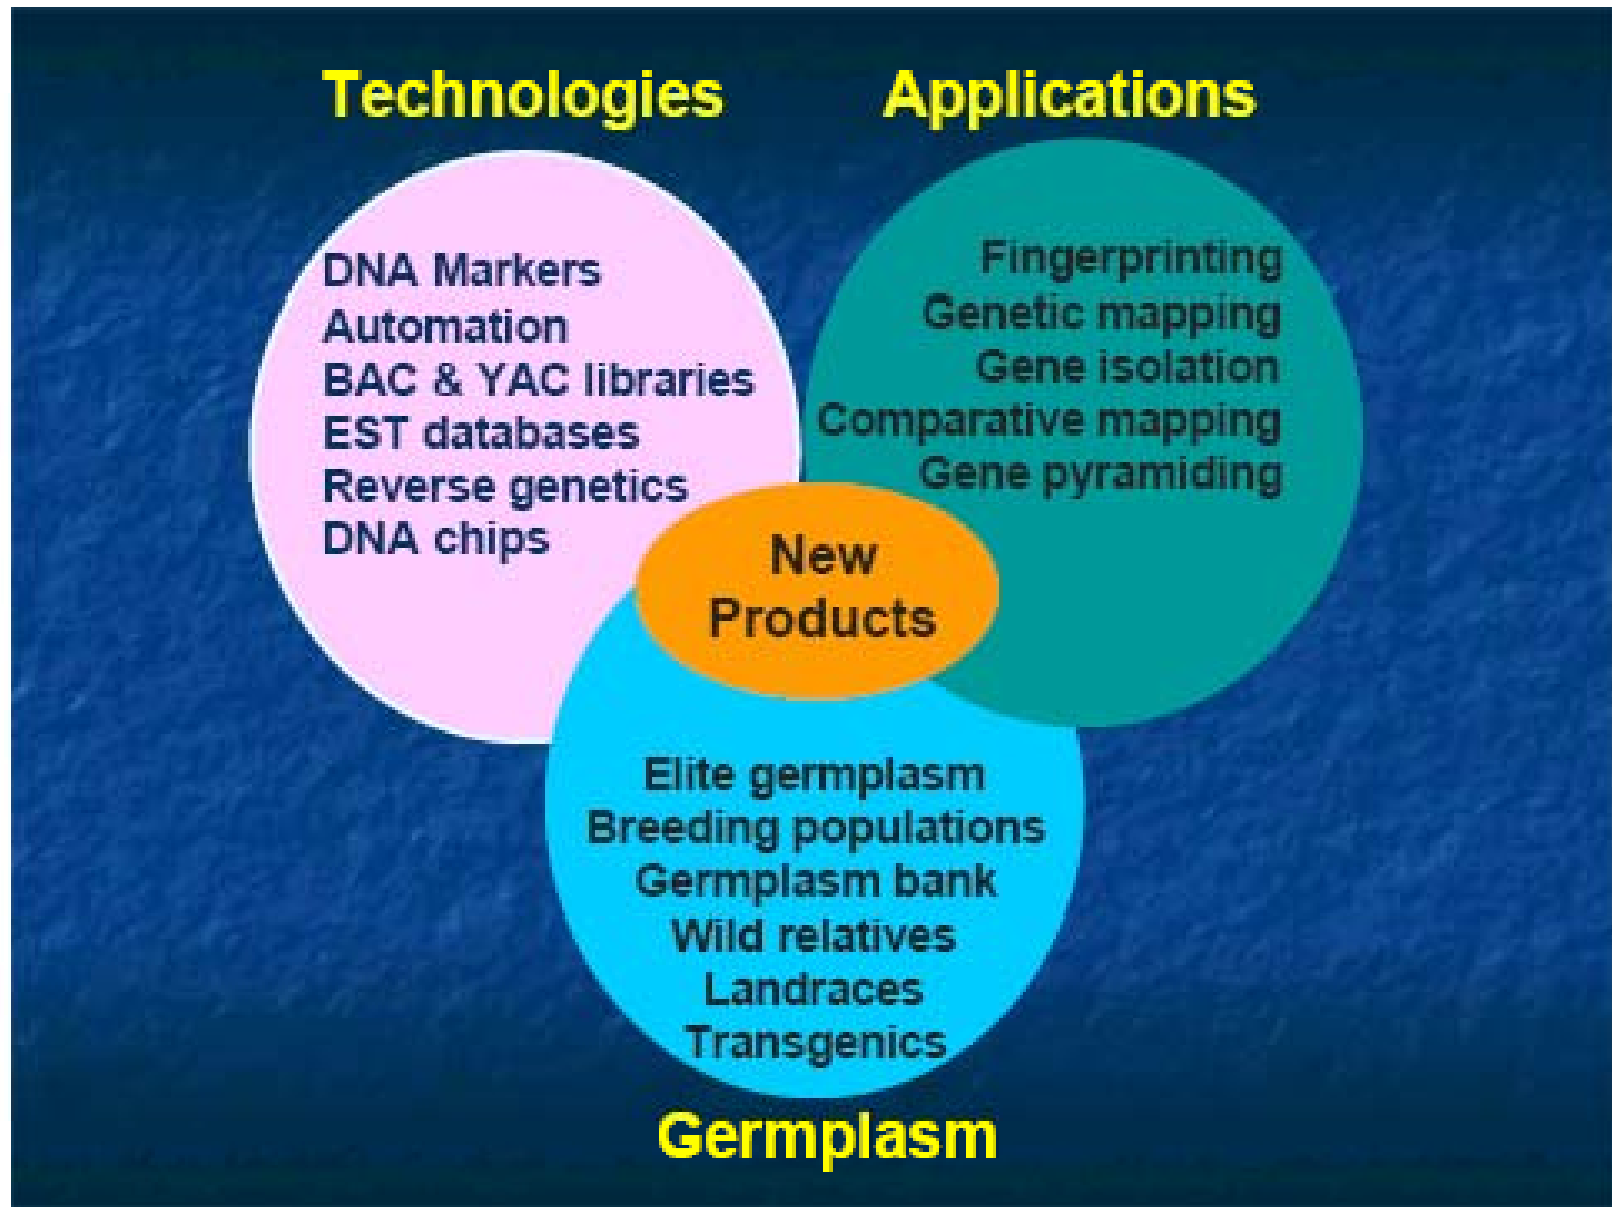 Technologies
Applications
DNA Markers
Automation
BAC & YAC libraries
EST databases
Reverse genetics
DNA chips
Fingerprinting
Genetic mapping
Gene isolation
Comparative mapping
Gene pyramiding
New
Products
Elite germplasm
Breeding populations
Germplasm bank
Wild relatives
Landraces
Transgenics
Germplasm